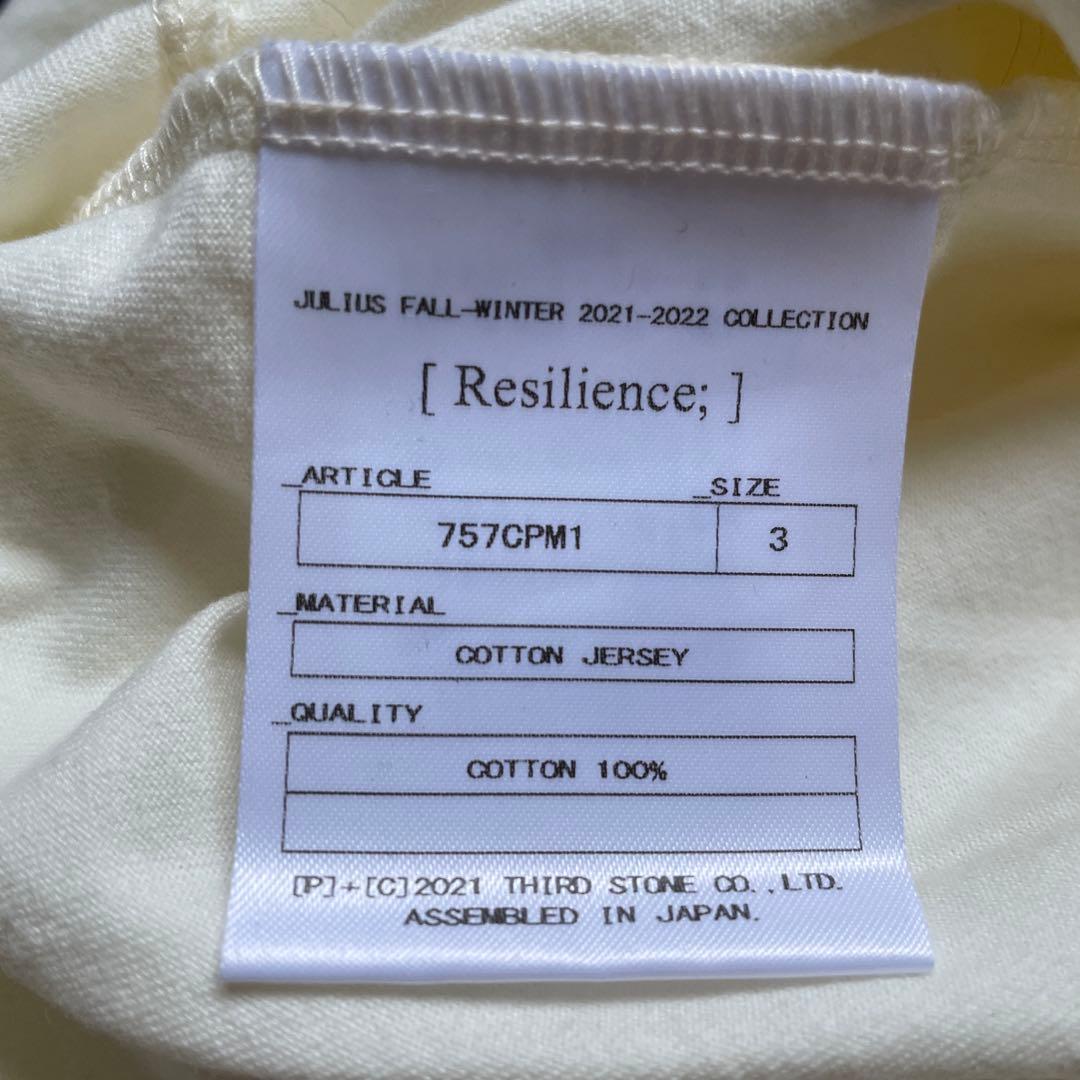 JULIUS FALL-WINTER 2021-2022 COLLECTION
[ Resilience; ]
_ARTICLE _SIZE
757CPM1 3
_MATERIAL
COTTON JERSEY
_QUALITY
COTTON 100%
[P]+[C]2021 THIRD STONE CO.,LTD.
ASSEMBLED IN JAPAN.